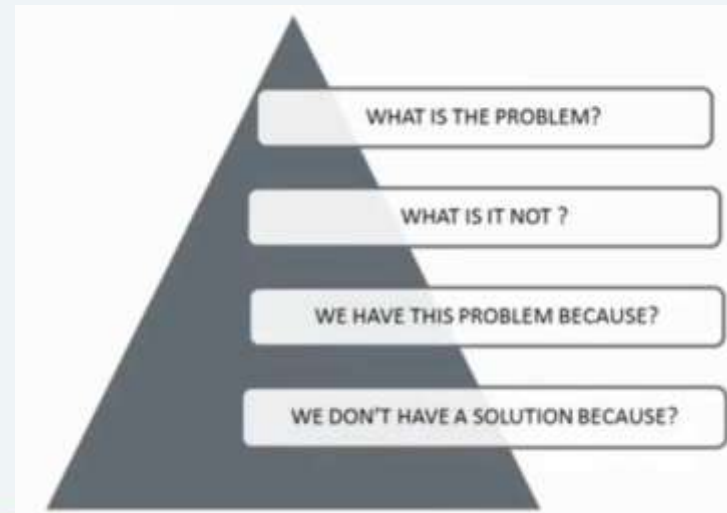 WHAT IS THE PROBLEM?
WHAT IS IT NOT ?
WE HAVE THIS PROBLEM BECAUSE?
WE DON'T HAVE A SOLUTION BECAUSE?